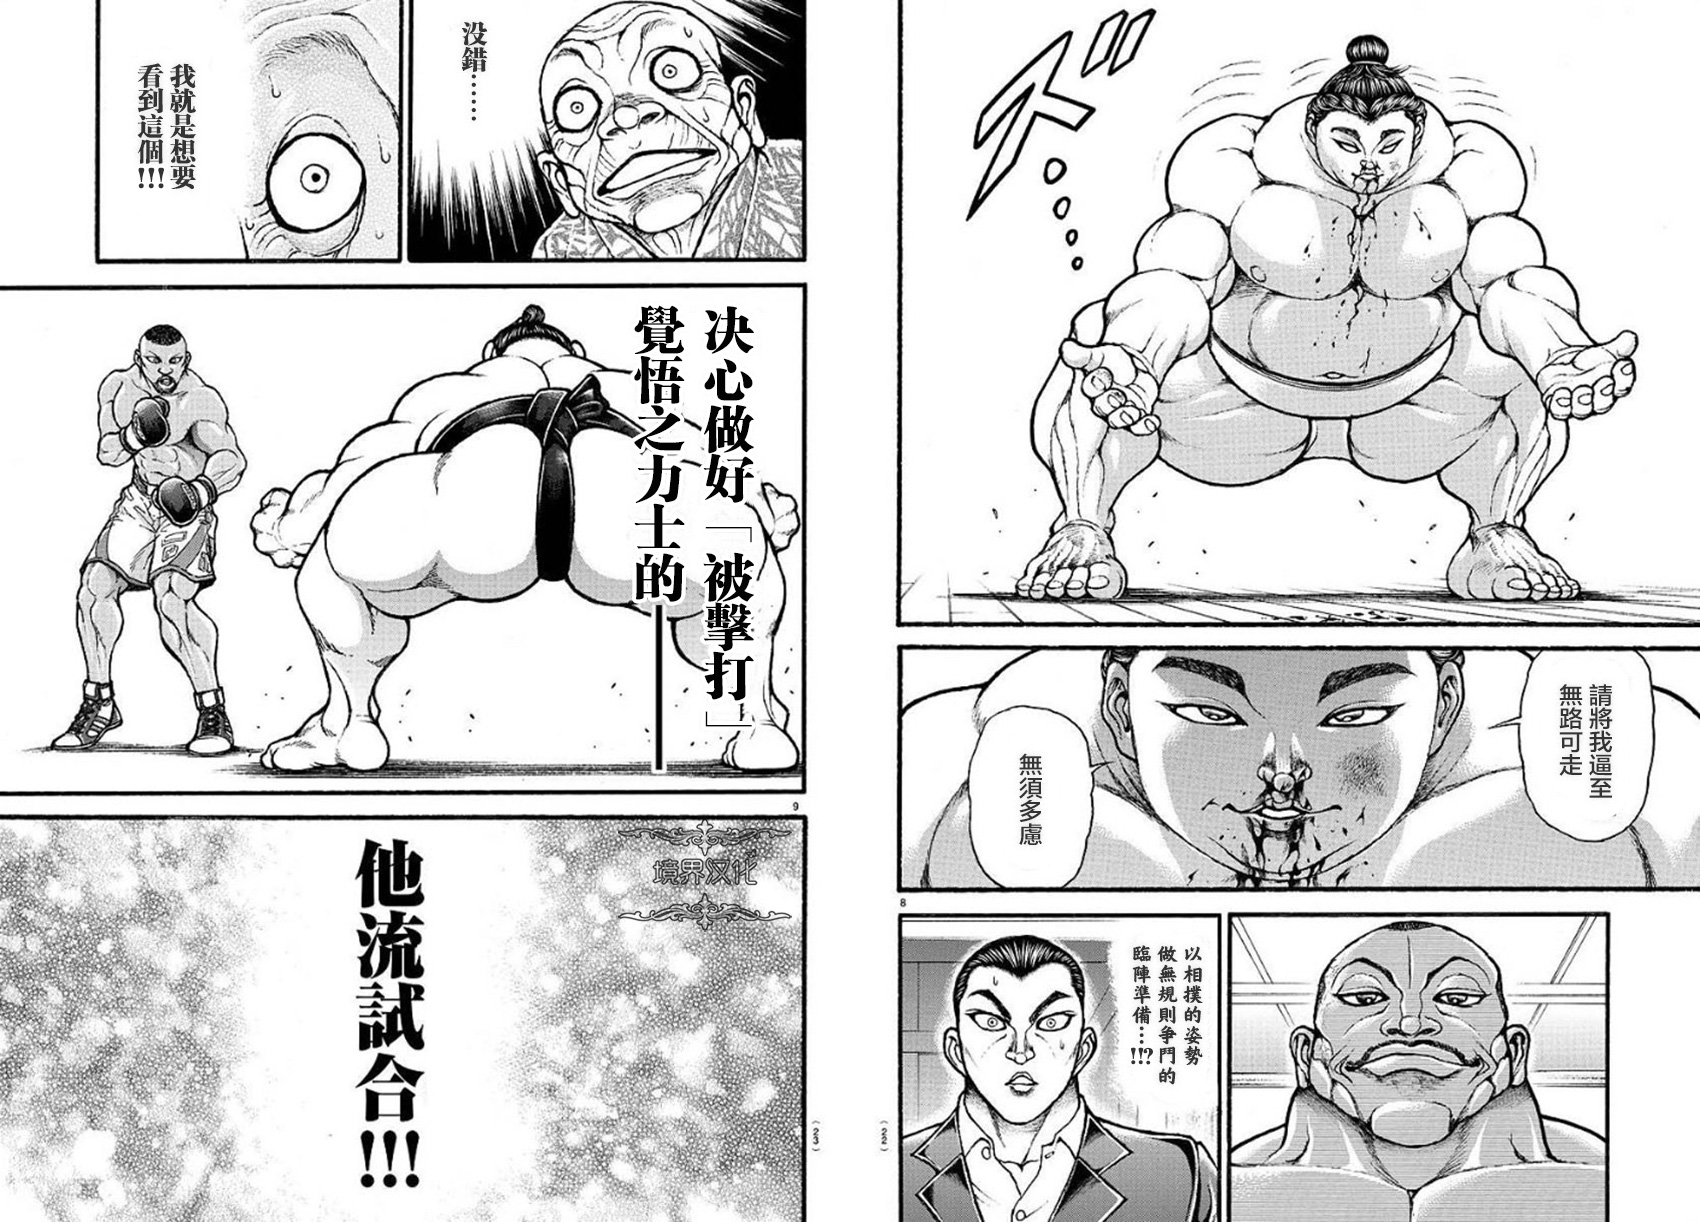 ズッ
請將我逼至
無路可走
無須多慮
8
以相撲的姿勢
做無規則爭鬥的
臨陣準備…!!?
(22)
没錯……
我就是想要
看到這個!!!
决心做好「被擊打」
覺悟之力士的——
9
境界汉化
他流試合!!!
(23)